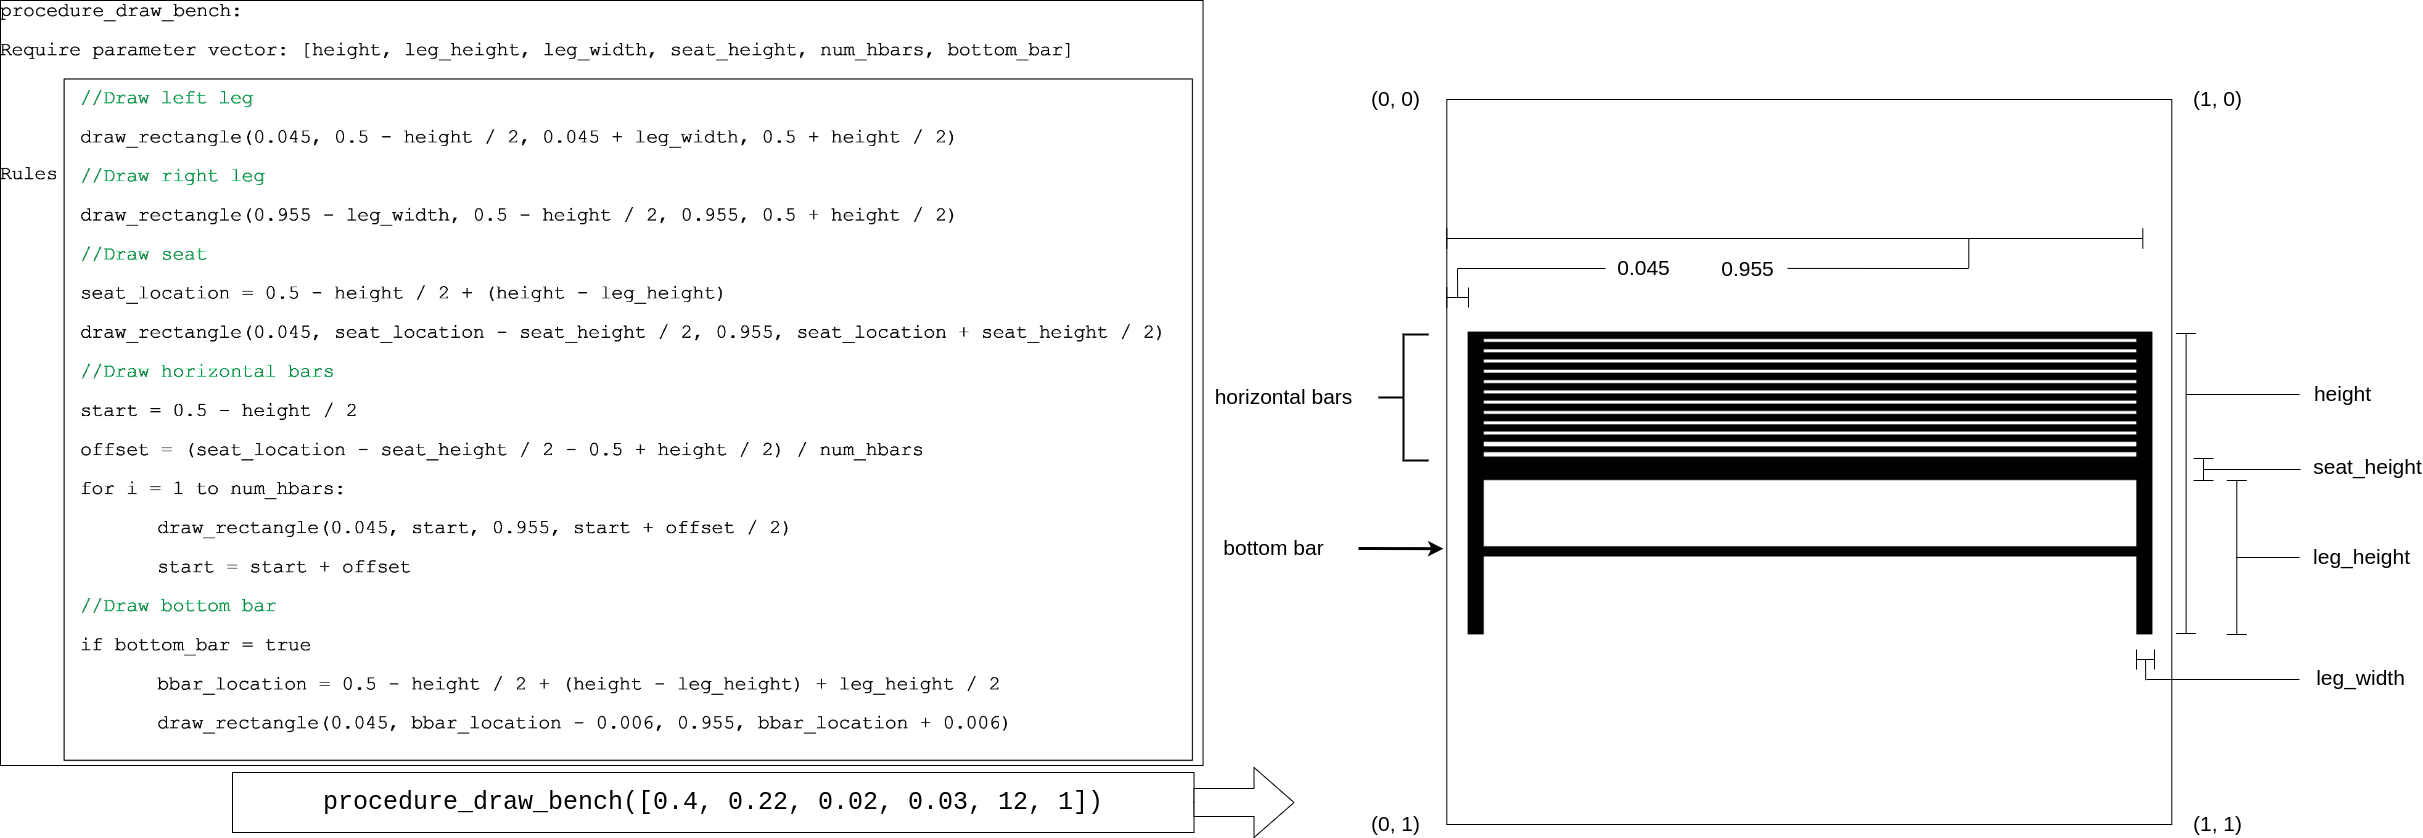 procedure_draw_bench:
Require parameter vector: [height, leg_height, leg_width, seat_height, num_hbars, bottom_bar]
Rules
//Draw left leg
draw_rectangle(0.045, 0.5 - height / 2, 0.045 + leg_width, 0.5 + height / 2)
//Draw right leg
draw_rectangle(0.955 - leg_width, 0.5 - height / 2, 0.955, 0.5 + height / 2)
//Draw seat
seat_location = 0.5 - height / 2 + (height - leg_height)
draw_rectangle(0.045, seat_location - seat_height / 2, 0.955, seat_location + seat_height / 2)
//Draw horizontal bars
start = 0.5 - height / 2
offset = (seat_location - seat_height / 2 - 0.5 + height / 2) / num_hbars
for i = 1 to num_hbars:
draw_rectangle(0.045, start, 0.955, start + offset / 2)
start = start + offset
//Draw bottom bar
if bottom_bar = true
bbar_location = 0.5 - height / 2 + (height - leg_height) + leg_height / 2
draw_rectangle(0.045, bbar_location - 0.006, 0.955, bbar_location + 0.006)
procedure_draw_bench([0.4, 0.22, 0.02, 0.03, 12, 1])
(0, 0)
(1, 0)
0.045
0.955
horizontal bars
height
seat_height
bottom bar
leg_height
leg_width
(0, 1)
(1, 1)